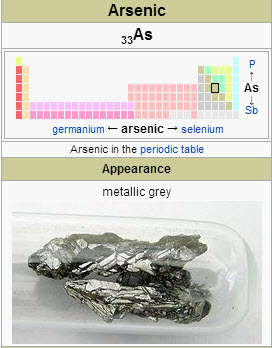 Arsenic
₃₃As
P
↑
As
↓
Sb
germanium ← arsenic → selenium
Arsenic in the periodic table
Appearance
metallic grey